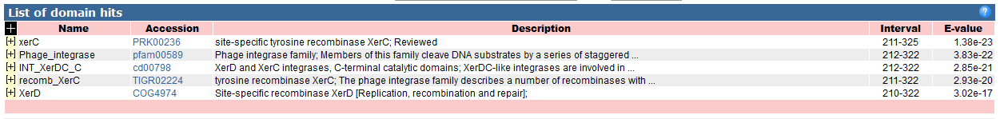 List of domain hits ?
[+] Name Accession Description Interval E-value
[+] xerC PRK00236 site-specific tyrosine recombinase XerC; Reviewed 211-325 1.38e-23
[+] Phage_integrase pfam00589 Phage integrase family; Members of this family cleave DNA substrates by a series of staggered ... 212-322 3.83e-22
[+] INT_XerDC_C cd00798 XerD and XerC integrases, C-terminal catalytic domains; XerDC-like integrases are involved in ... 212-322 2.85e-21
[+] recomb_XerC TIGR02224 tyrosine recombinase XerC; The phage integrase family describes a number of recombinases with ... 211-322 2.93e-20
[+] XerD COG4974 Site-specific recombinase XerD [Replication, recombination and repair]; 210-322 3.02e-17